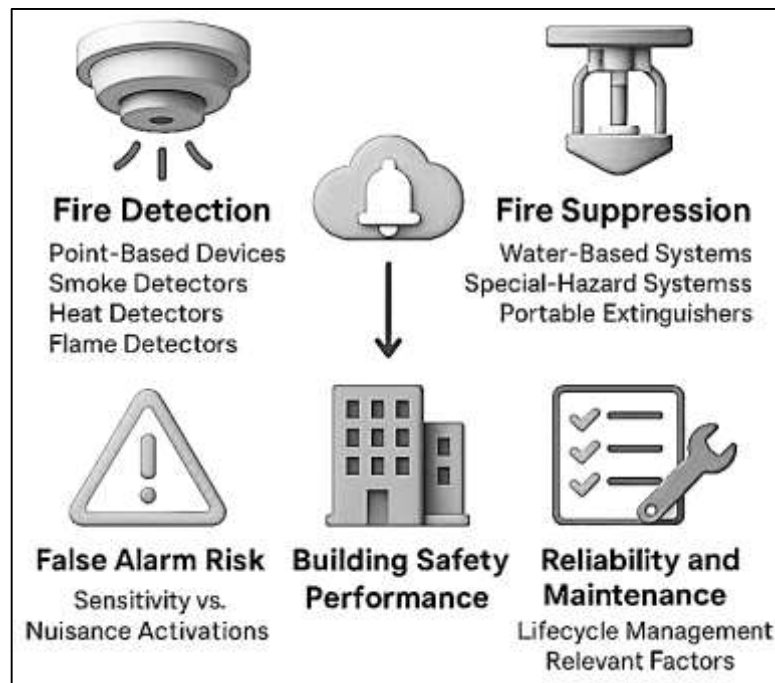 Fire Detection
Point-Based Devices
Smoke Detectors
Heat Detectors
Flame Detectors
Fire Suppression
Water-Based Systems
Special-Hazard Systemss
Portable Extinguishers
False Alarm Risk
Sensitivity vs.
Nuisance Activations
Building Safety
Performance
Reliability and
Maintenance
Lifecycle Management
Relevant Factors